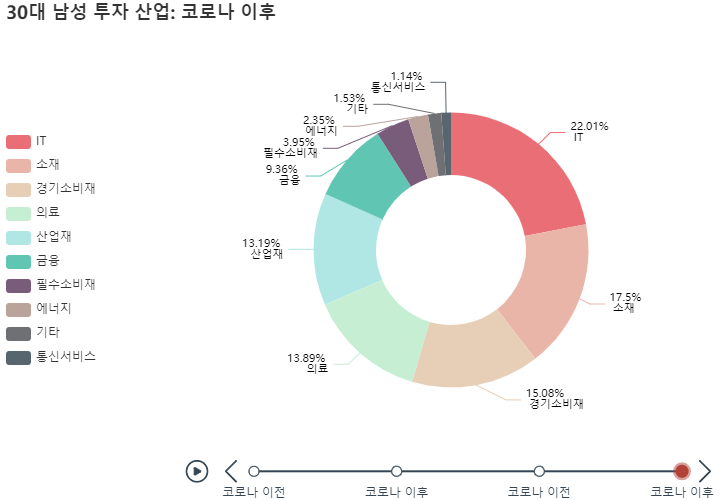 30대 남성 투자 산업: 코로나 이후
IT
소재
경기소비재
의료
산업재
금융
필수소비재
에너지
기타
통신서비스
1.14%
통신서비스
1.53%
기타
2.35%
에너지
3.95%
필수소비재
9.36%
금융
13.19%
산업재
13.89%
의료
15.08%
경기소비재
17.5%
소재
22.01%
IT
코로나 이전
코로나 이후
코로나 이전
코로나 이후